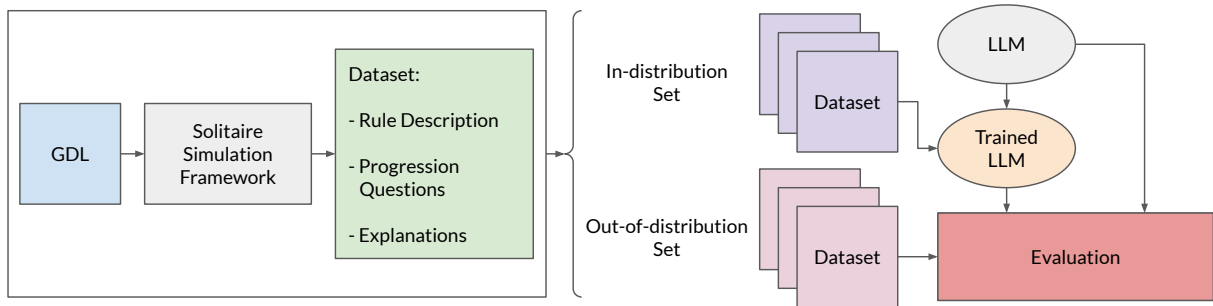 GDL
Solitaire
Simulation
Framework
Dataset:
- Rule Description
- Progression
Questions
- Explanations
In-distribution
Set
Out-of-distribution
Set
Dataset
Dataset
LLM
Trained
LLM
Evaluation